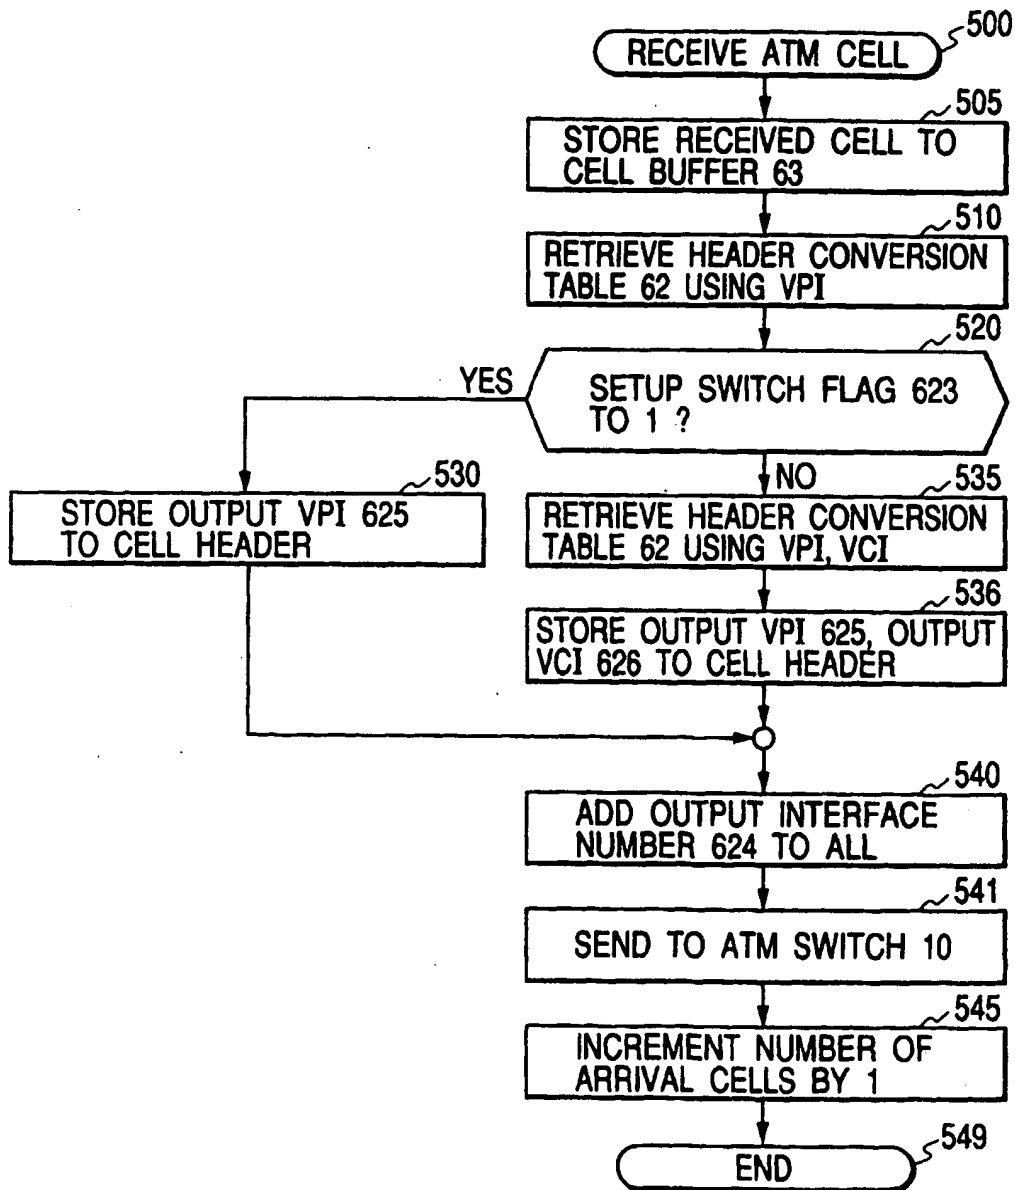 500
RECEIVE ATM CELL
505
STORE RECEIVED CELL TO
CELL BUFFER 63
510
RETRIEVE HEADER CONVERSION
TABLE 62 USING VPI
520
YES
SETUP SWITCH FLAG 623
TO 1 ?
NO
530
STORE OUTPUT VPI 625
TO CELL HEADER
535
RETRIEVE HEADER CONVERSION
TABLE 62 USING VPI, VCI
536
STORE OUTPUT VPI 625, OUTPUT
VCI 626 TO CELL HEADER
540
ADD OUTPUT INTERFACE
NUMBER 624 TO ALL
541
SEND TO ATM SWITCH 10
545
INCREMENT NUMBER OF
ARRIVAL CELLS BY 1
549
END